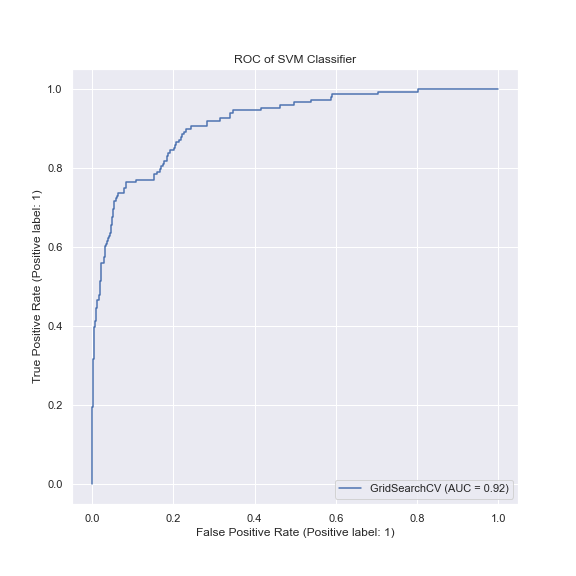 ROC of SVM Classifier
True Positive Rate (Positive label: 1)
1.0
0.8
0.6
0.4
0.2
0.0
GridSearchCV (AUC = 0.92)
0.0 0.2 0.4 0.6 0.8 1.0
False Positive Rate (Positive label: 1)